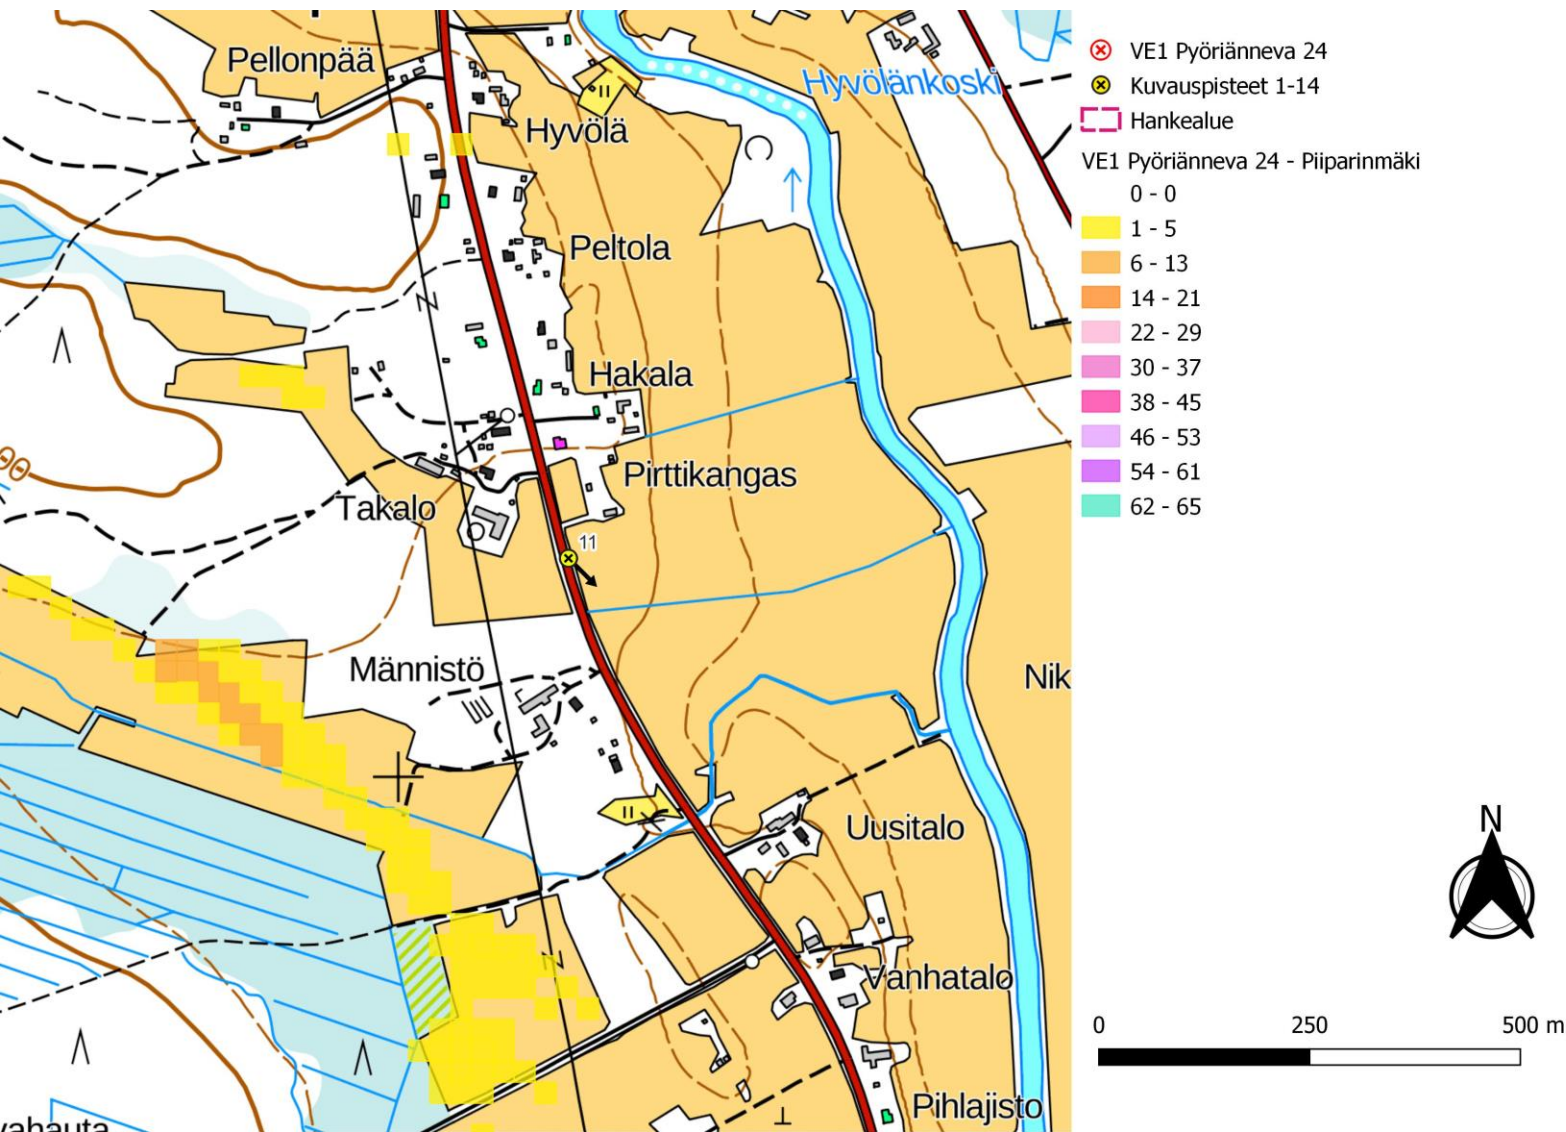 Pellonpää
Hyvölänkoski
Hyvölä
Peltola
Hakala
Pirttikangas
Takalo
11
Männistö
Nik
Uusitalo
Vanhatalo
Pihlajisto
vahauta
00
VE1 Pyöriänneva 24
Kuvauspisteet 1-14
Hankealue
VE1 Pyöriänneva 24 - Piiparinmäki
0 - 0
1 - 5
6 - 13
14 - 21
22 - 29
30 - 37
38 - 45
46 - 53
54 - 61
62 - 65
N
0 250 500 m